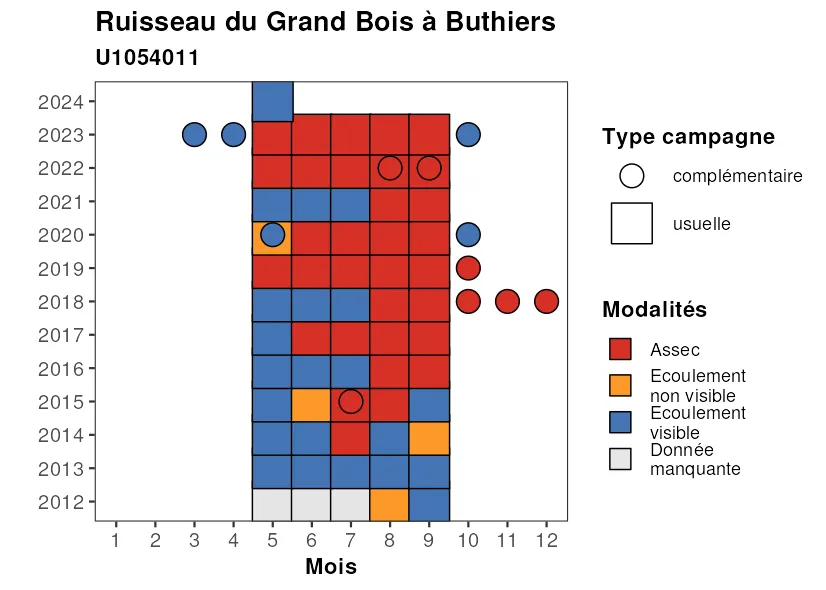 Ruisseau du Grand Bois à Buthiers
U1054011
2024
2023
2022
2021
2020
2019
2018
2017
2016
2015
2014
2013
2012
1 2 3 4 5 6 7 8 9 10 11 12
Mois
Type campagne
complémentaire
usuelle
Modalités
Assec
Ecoulement
non visible
Ecoulement
visible
Donnée
manquante